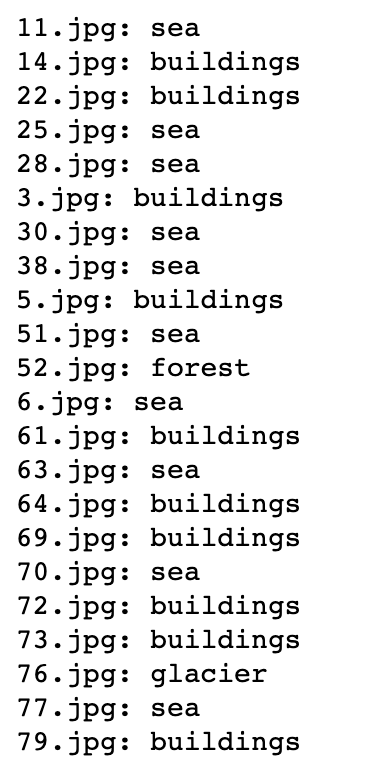 11.jpg: sea
14.jpg: buildings
22.jpg: buildings
25.jpg: sea
28.jpg: sea
3.jpg: buildings
30.jpg: sea
38.jpg: sea
5.jpg: buildings
51.jpg: sea
52.jpg: forest
6.jpg: sea
61.jpg: buildings
63.jpg: sea
64.jpg: buildings
69.jpg: buildings
70.jpg: sea
72.jpg: buildings
73.jpg: buildings
76.jpg: glacier
77.jpg: sea
79.jpg: buildings